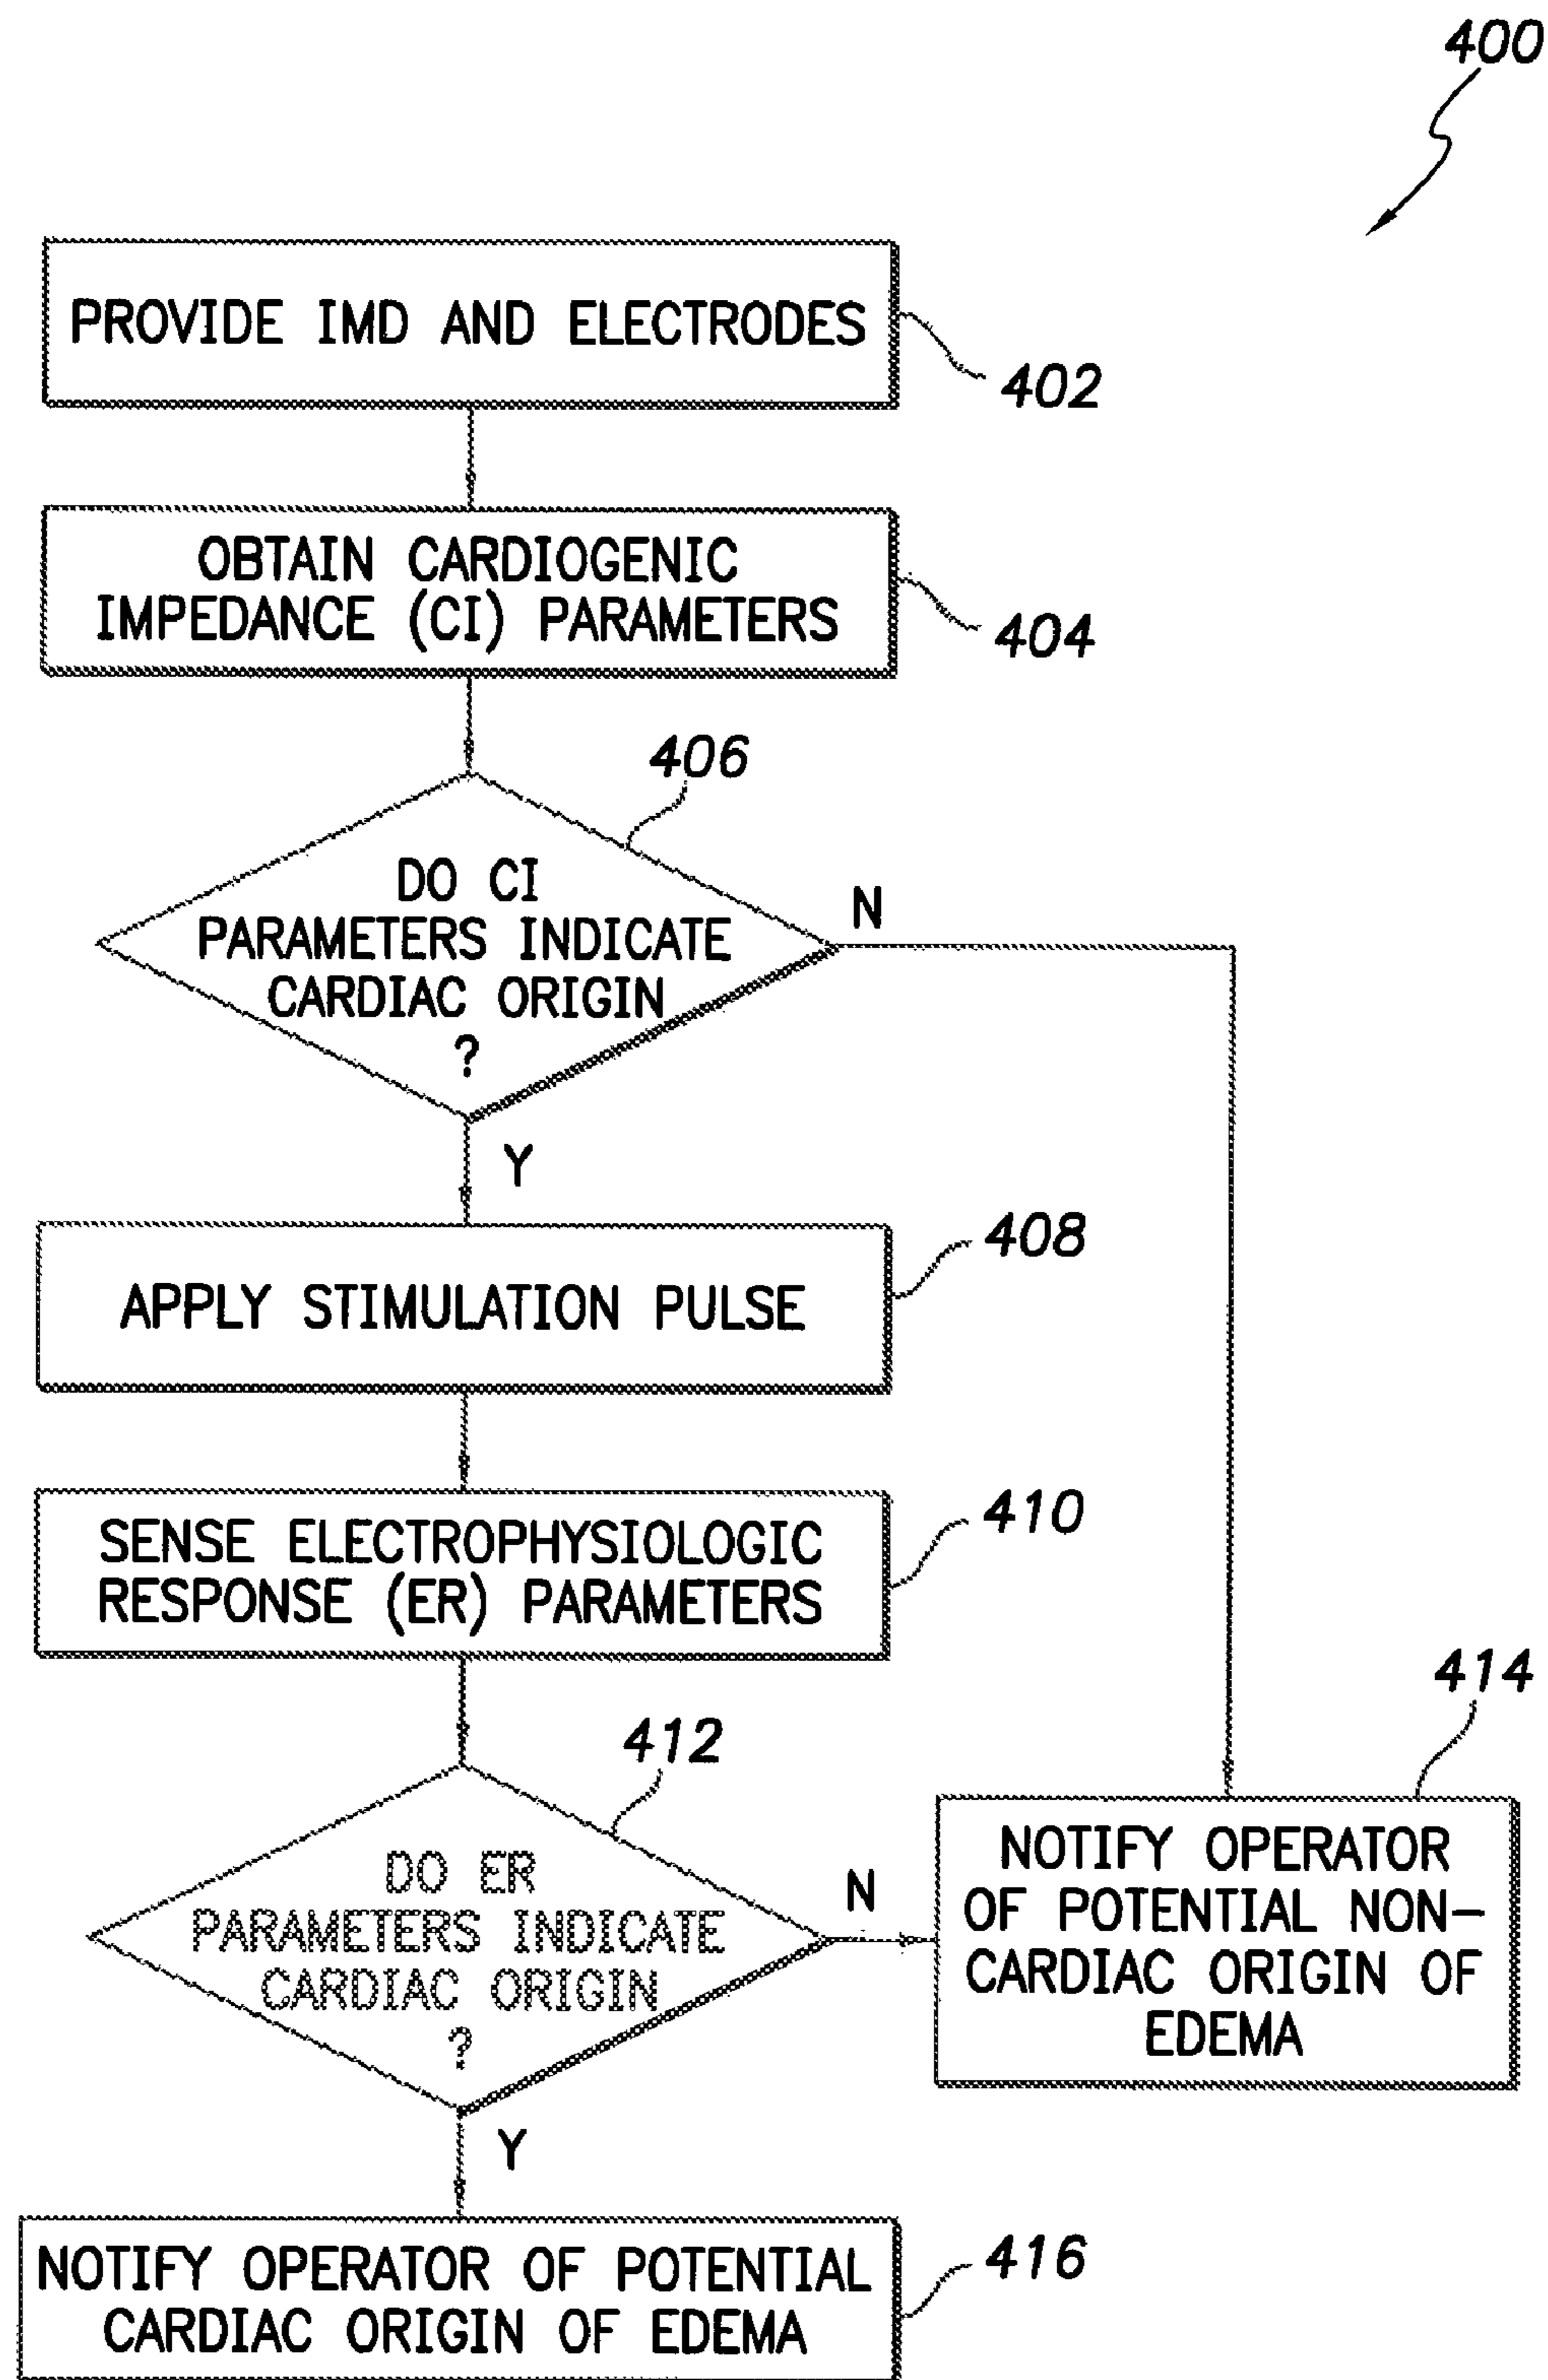 400
PROVIDE IMD AND ELECTRODES
402
OBTAIN CARDIOGENIC
IMPEDANCE (CI) PARAMETERS
404
406
DO CI
PARAMETERS INDICATE
CARDIAC ORIGIN
?
N
Y
408
APPLY STIMULATION PULSE
410
SENSE ELECTROPHYSIOLOGIC
RESPONSE (ER) PARAMETERS
412
DO ER
PARAMETERS INDICATE
CARDIAC ORIGIN
?
N
414
NOTIFY OPERATOR
OF POTENTIAL NON-
CARDIAC ORIGIN OF
EDEMA
Y
NOTIFY OPERATOR OF POTENTIAL
CARDIAC ORIGIN OF EDEMA
416